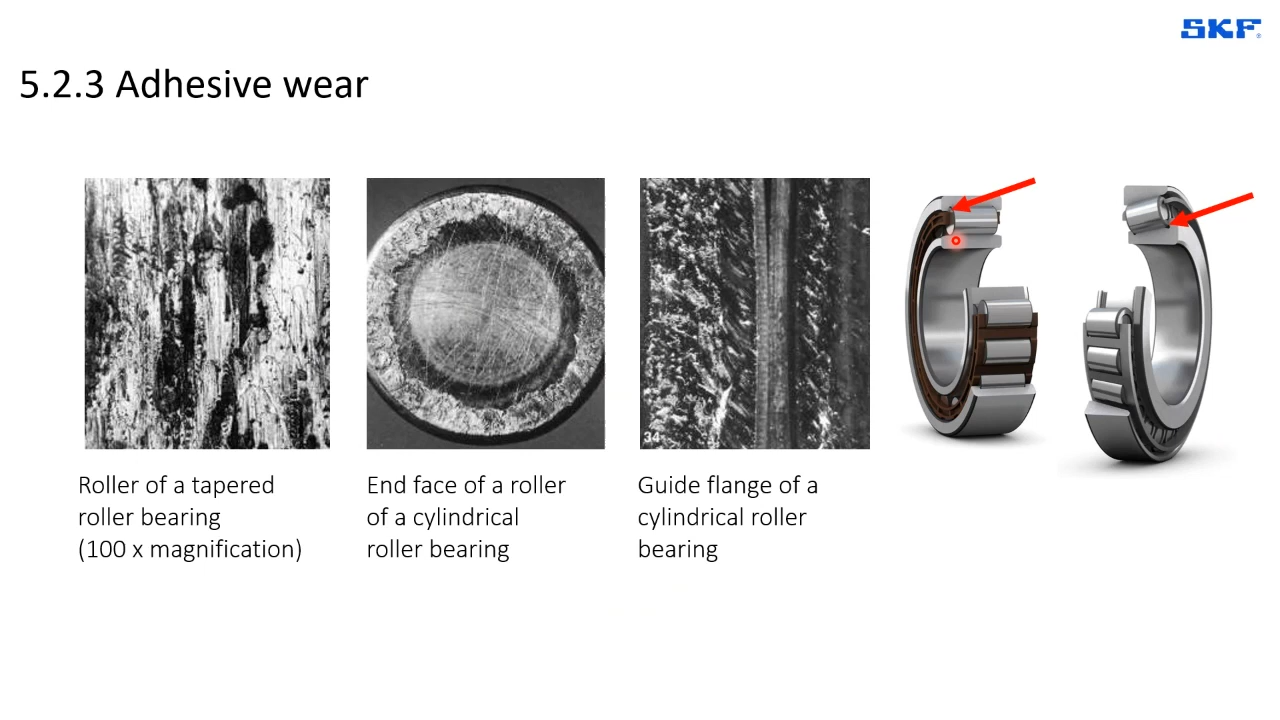 SKF
5.2.3 Adhesive wear
34
Roller of a tapered
roller bearing
(100 x magnification)
End face of a roller
of a cylindrical
roller bearing
Guide flange of a
cylindrical roller
bearing